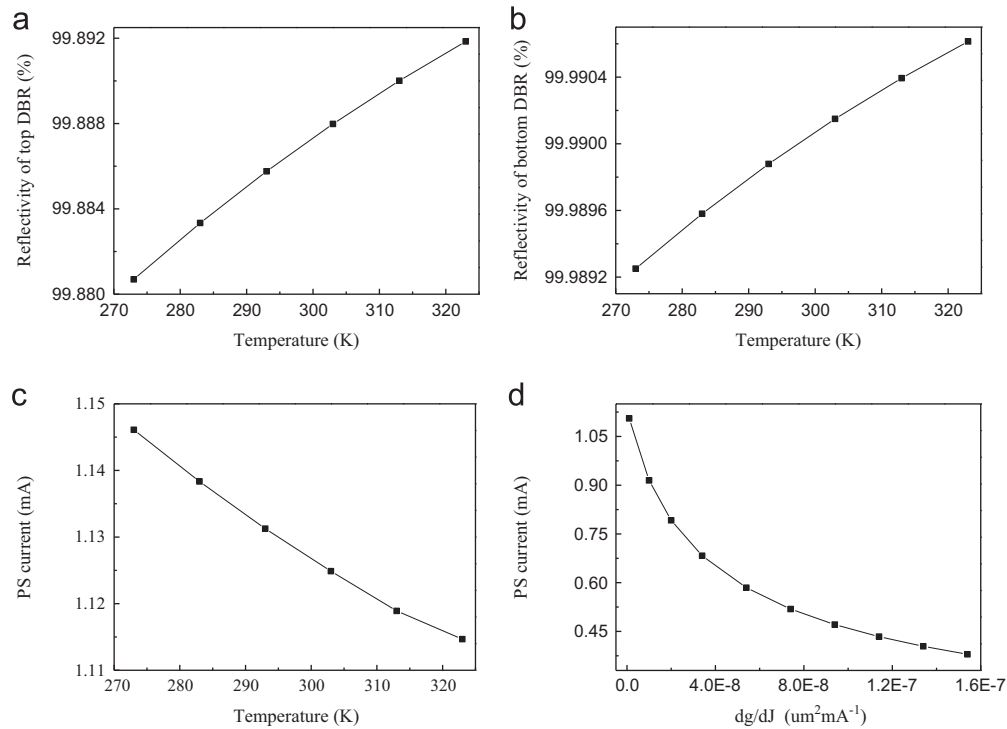 a
Reflectivity of top DBR (%)
99.892
99.888
99.884
99.880
270 280 290 300 310 320
Temperature (K)
b
Reflectivity of bottom DBR (%)
99.9904
99.9900
99.9896
99.9892
270 280 290 300 310 320
Temperature (K)
c
PS current (mA)
1.15
1.14
1.13
1.12
1.11
270 280 290 300 310 320
Temperature (K)
d
PS current (mA)
1.05
0.90
0.75
0.60
0.45
0.0 4.0E-8 8.0E-8 1.2E-7 1.6E-7
dg/dJ (um²mA⁻¹)